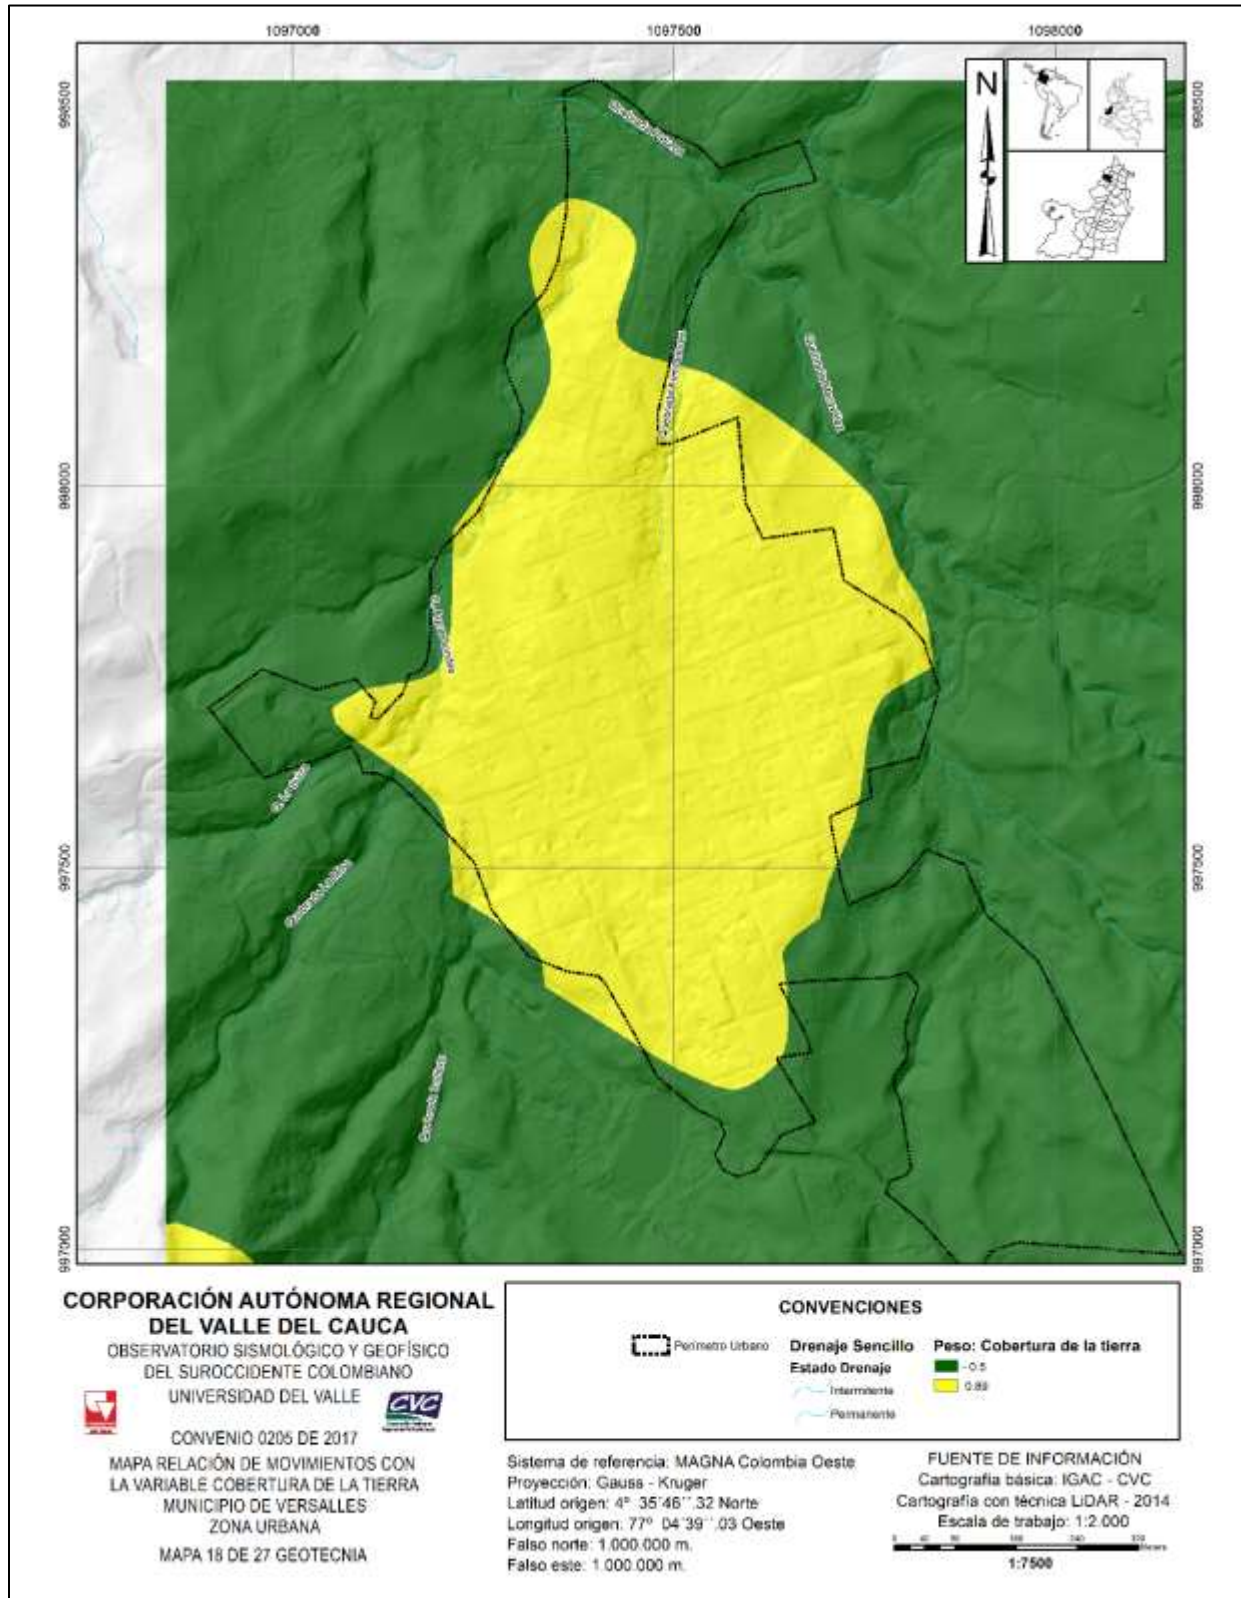 1097000 1097500 1098000
998500 998500
N
998000 998000
997500 997500
997000 997000
CORPORACIÓN AUTÓNOMA REGIONAL
DEL VALLE DEL CAUCA
OBSERVATORIO SISMOLÓGICO Y GEOFÍSICO
DEL SUROCCIDENTE COLOMBIANO
UNIVERSIDAD DEL VALLE
CVC
CONVENIO 0205 DE 2017
MAPA RELACIÓN DE MOVIMIENTOS CON
LA VARIABLE COBERTURA DE LA TIERRA
MUNICIPIO DE VERSALLES
ZONA URBANA
MAPA 18 DE 27 GEOTECNIA
CONVENCIONES
Perímetro Urbano
Drenaje Sencillo
Estado Drenaje
Intermitente
Permanente
Peso: Cobertura de la tierra
-0.5
0.89
Sistema de referencia: MAGNA Colombia Oeste
Proyección: Gauss - Kruger
Latitud origen: 4º 35´46´´.32 Norte
Longitud origen: 77º 04´39´´.03 Oeste
Falso norte: 1.000.000 m.
Falso este: 1.000.000 m.
FUENTE DE INFORMACIÓN
Cartografía básica: IGAC - CVC
Cartografía con técnica LiDAR - 2014
Escala de trabajo: 1:2.000
1:7500